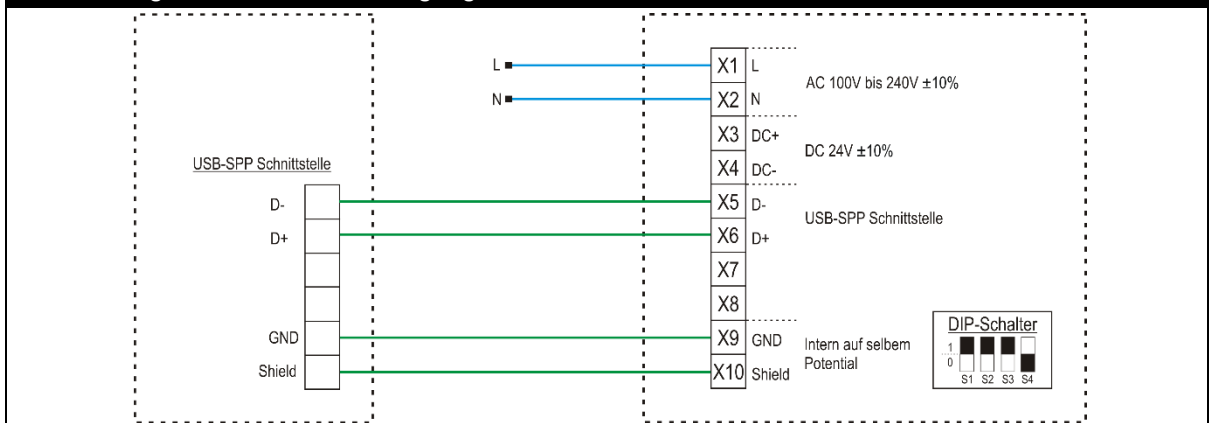 USB-SPP Schnittstelle
D-
D+
GND
Shield
L
N
X1 L
X2 N
AC 100V bis 240V ±10%
X3 DC+
X4 DC-
DC 24V ±10%
X5 D-
X6 D+
USB-SPP Schnittstelle
X7
X8
X9 GND
X10 Shield
Intern auf selbem
Potential
DIP-Schalter
1
0
S1 S2 S3 S4